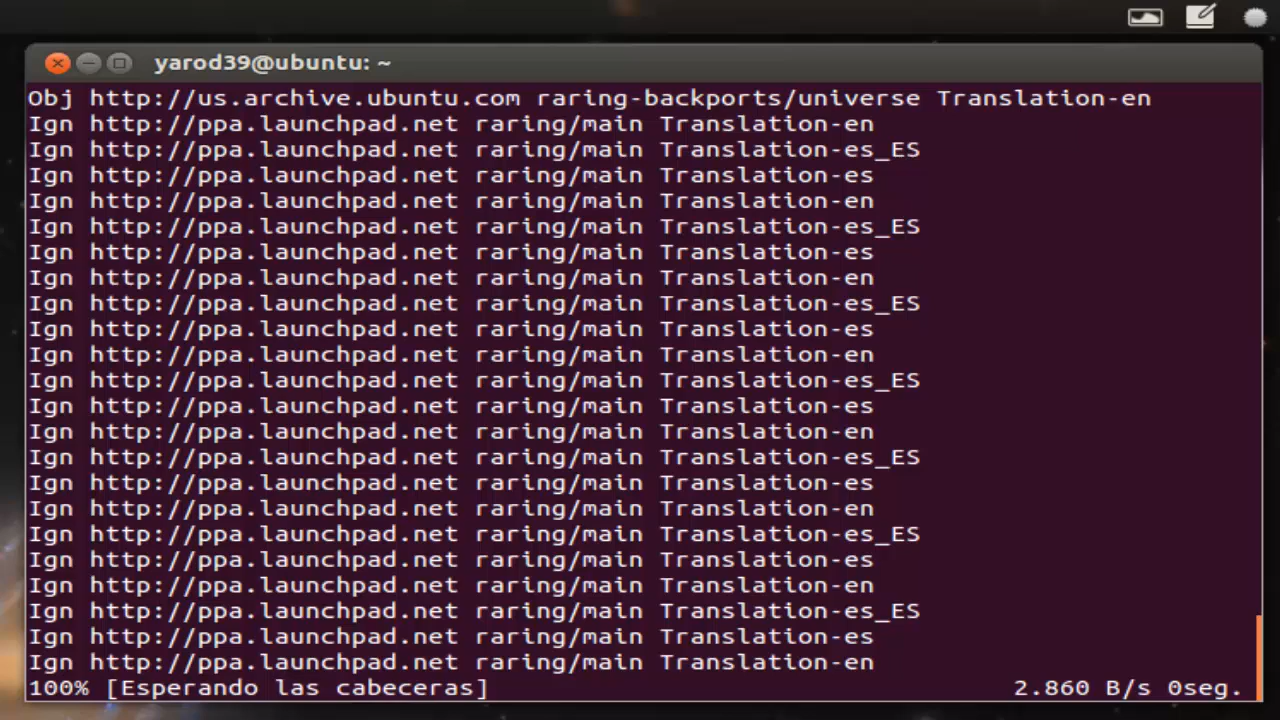 yarod39@ubuntu: ~
Obj http://us.archive.ubuntu.com raring-backports/universe Translation-en
Ign http://ppa.launchpad.net raring/main Translation-en
Ign http://ppa.launchpad.net raring/main Translation-es_ES
Ign http://ppa.launchpad.net raring/main Translation-es
Ign http://ppa.launchpad.net raring/main Translation-en
Ign http://ppa.launchpad.net raring/main Translation-es_ES
Ign http://ppa.launchpad.net raring/main Translation-es
Ign http://ppa.launchpad.net raring/main Translation-en
Ign http://ppa.launchpad.net raring/main Translation-es_ES
Ign http://ppa.launchpad.net raring/main Translation-es
Ign http://ppa.launchpad.net raring/main Translation-en
Ign http://ppa.launchpad.net raring/main Translation-es_ES
Ign http://ppa.launchpad.net raring/main Translation-es
Ign http://ppa.launchpad.net raring/main Translation-en
Ign http://ppa.launchpad.net raring/main Translation-es_ES
Ign http://ppa.launchpad.net raring/main Translation-es
Ign http://ppa.launchpad.net raring/main Translation-en
Ign http://ppa.launchpad.net raring/main Translation-es_ES
Ign http://ppa.launchpad.net raring/main Translation-es
Ign http://ppa.launchpad.net raring/main Translation-en
Ign http://ppa.launchpad.net raring/main Translation-es_ES
Ign http://ppa.launchpad.net raring/main Translation-es
Ign http://ppa.launchpad.net raring/main Translation-en
100% [Esperando las cabeceras] 2.860 B/s 0seg.